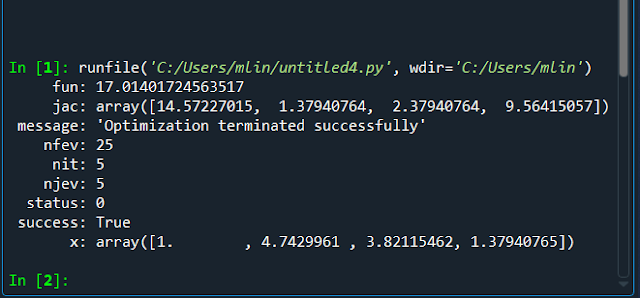 In [1]: runfile('C:/Users/mlin/untitled4.py', wdir='C:/Users/mlin')
fun: 17.01401724563517
jac: array([14.57227015, 1.37940764, 2.37940764, 9.56415057])
message: 'Optimization terminated successfully'
nfev: 25
nit: 5
njev: 5
status: 0
success: True
x: array([1. , 4.7429961 , 3.82115462, 1.37940765])
In [2]: